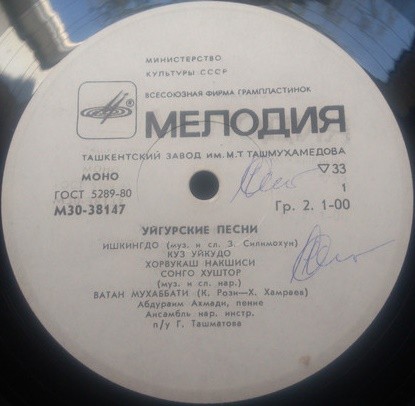 МИНИСТЕРСТВО
КУЛЬТУРЫ СССР
ВСЕСОЮЗНАЯ ФИРМА ГРАМПЛАСТИНОК
МЕЛОДИЯ
ТАШКЕНТСКИЙ ЗАВОД ИМ. М.Т ТАШМУХАМЕДОВА
МОНО ▽33
ГОСТ 5289-80 1
М30-38147 Гр. 2. 1-00
УЙГУРСКИЕ ПЕСНИ
ИШКИНГДО (муз. и сл. З. Силимохун)
КУЗ УЙКУДО
ХОРВУКАШ НАКШИСИ
СОНГО ХУШТОР
(муз. и сл. нар.)
ВАТАН МУХАББАТИ (К. Рози—Х. Хамраев)
Абдураим Ахмади, пение
Ансамбль нар. инстр.
п/у Г. Ташматова